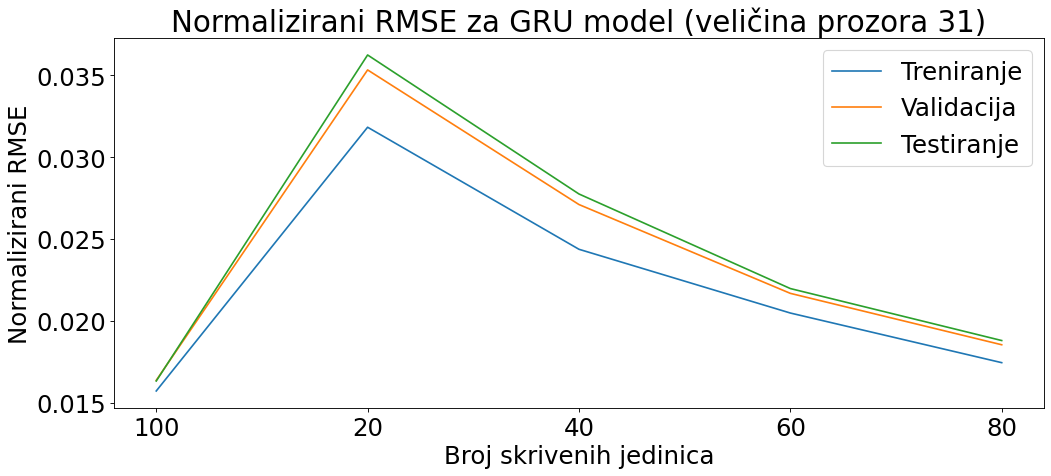 Normalizirani RMSE za GRU model (veličina prozora 31)
Normalizirani RMSE
0.035
0.030
0.025
0.020
0.015
Treniranje
Validacija
Testiranje
100 20 40 60 80
Broj skrivenih jedinica